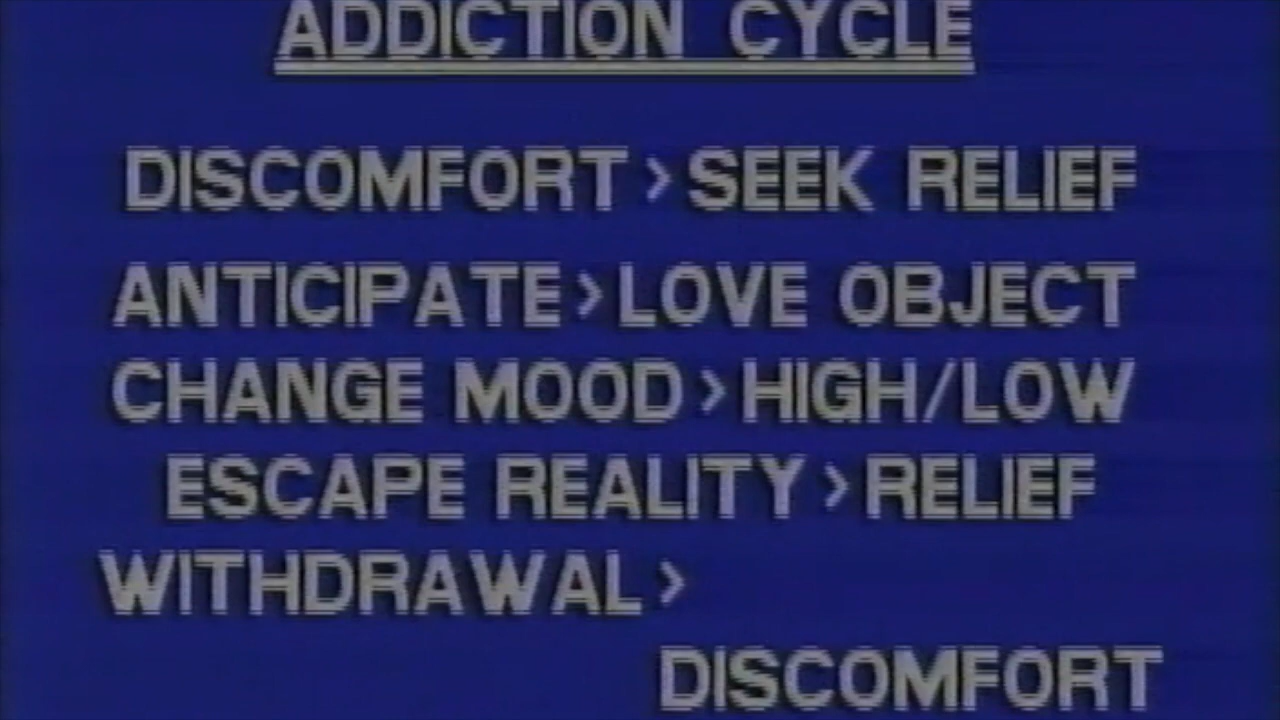 ADDICTION CYCLE
DISCOMFORT>SEEK RELIEF
ANTICIPATE>LOVE OBJECT
CHANGE MOOD>HIGH/LOW
ESCAPE REALITY>RELIEF
WITHDRAWAL>
DISCOMFORT